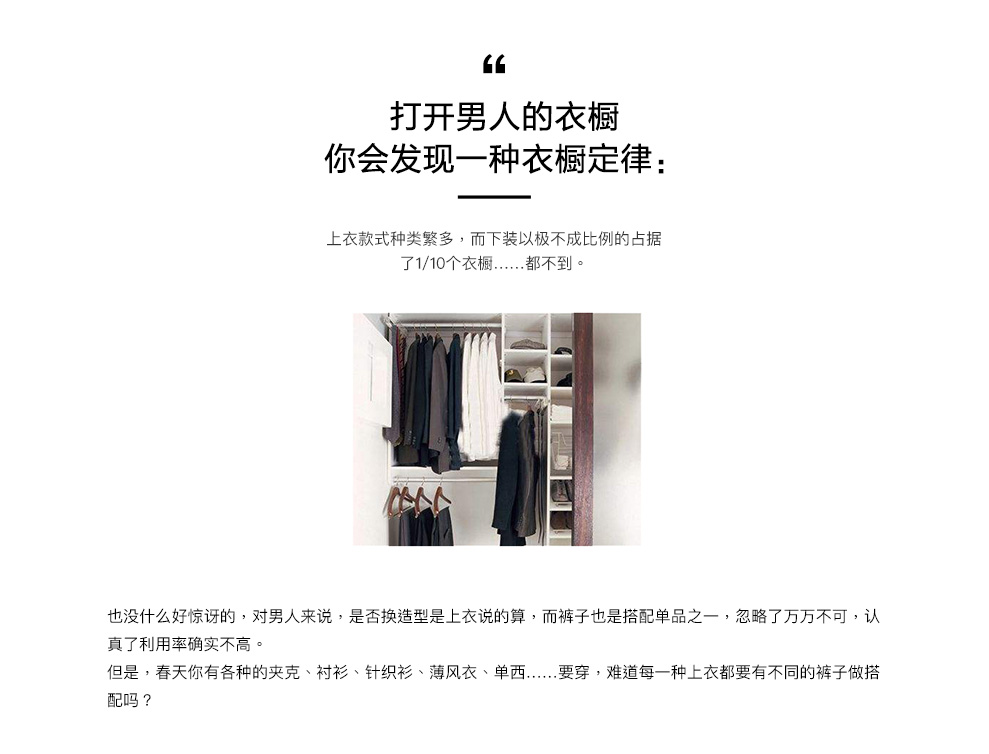 “
打开男人的衣橱
你会发现一种衣橱定律：
上衣款式种类繁多，而下装以极不成比例的占据
了1/10个衣橱……都不到。
也没什么好惊讶的，对男人来说，是否换造型是上衣说的算，而裤子也是搭配单品之一，忽略了万万不可，认
真了利用率确实不高。
但是，春天你有各种的夹克、衬衫、针织衫、薄风衣、单西……要穿，难道每一种上衣都要有不同的裤子做搭
配吗？